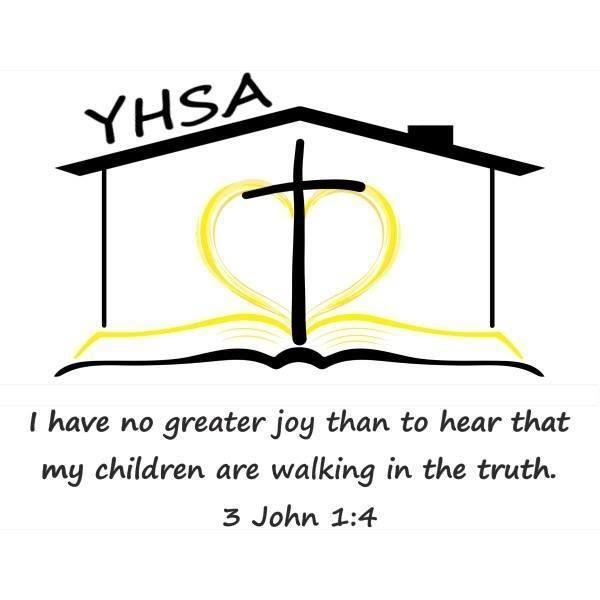 YHSA
I have no greater joy than to hear that
my children are walking in the truth.
3 John 1:4